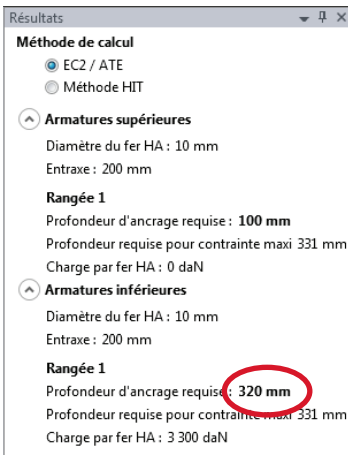 Résultats
Méthode de calcul
EC2 / ATE
Méthode HIT
Armatures supérieures
Diamètre du fer HA : 10 mm
Entraxe : 200 mm
Rangée 1
Profondeur d'ancrage requise : 100 mm
Profondeur requise pour contrainte maxi 331 mm
Charge par fer HA : 0 daN
Armatures inférieures
Diamètre du fer HA : 10 mm
Entraxe : 200 mm
Rangée 1
Profondeur d'ancrage requise : 320 mm
Profondeur requise pour contrainte maxi 331 mm
Charge par fer HA : 3 300 daN